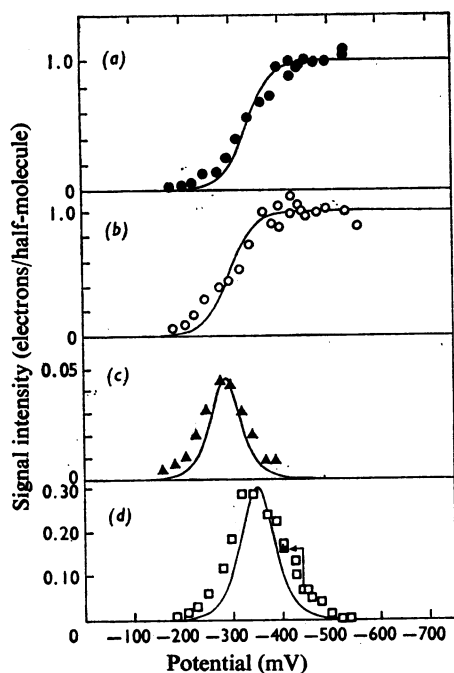 Signal intensity (electrons/half-molecule)
(a)
1.0
0
(b)
1.0
0
(c)
0.05
0
(d)
0.30
0.20
0.10
0 −100 −200 −300 −400 −500 −600 −700
Potential (mV)